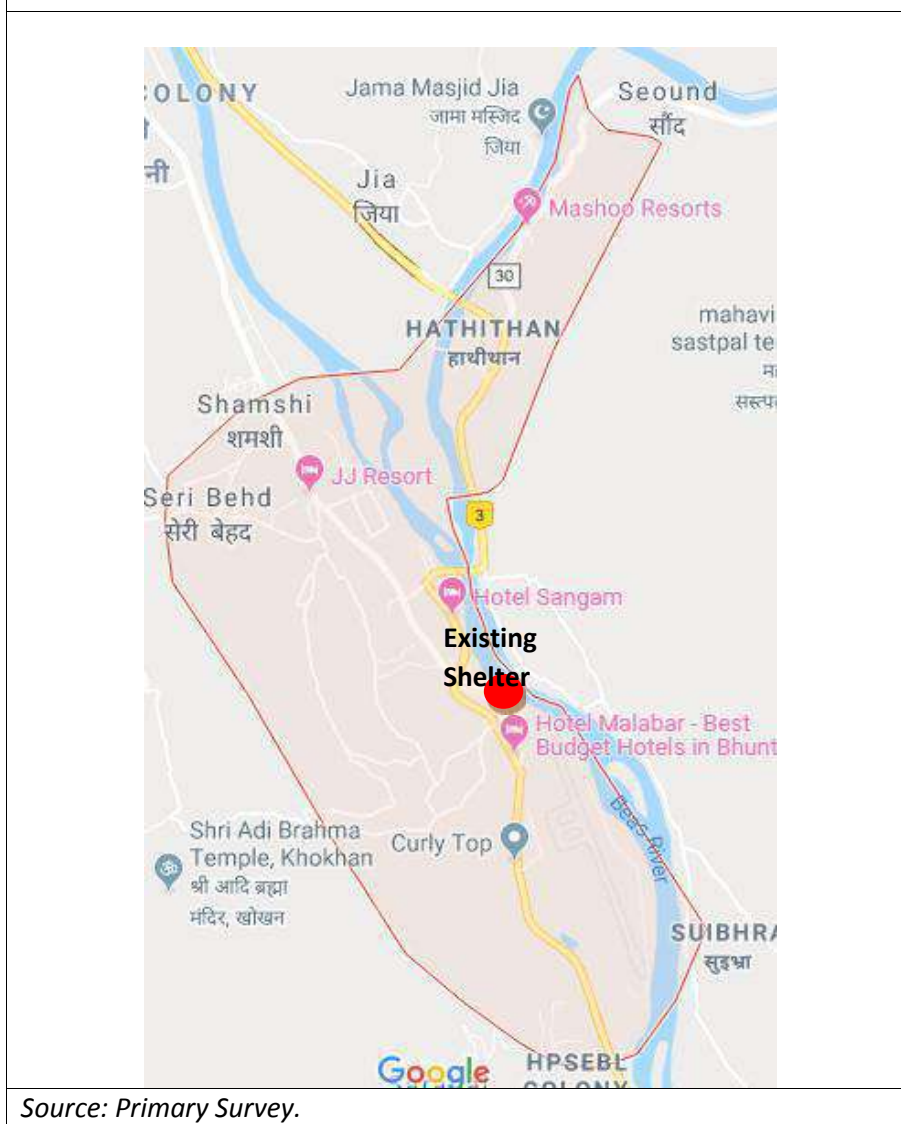 COLONY
नी
Jama Masjid Jia
जामा मस्जिद
जिया
Seound
सौंद
Jia
जिया
Mashoo Resorts
30
HATHITHAN
हाथीथान
mahavi
sastpal te
Shamshi
शमशी
JJ Resort
Seri Behd
सेरी बेहद
3
Hotel Sangam
Existing
Shelter
Hotel Malabar - Best
Budget Hotels in Bhunt
Beas River
Shri Adi Brahma
Temple, Khokhan
श्री आदि ब्रह्मा
मंदिर, खोखन
Curly Top
SUIBHRA
सुइभ्रा
Google
HPSEBL
COLONY
Source: Primary Survey.